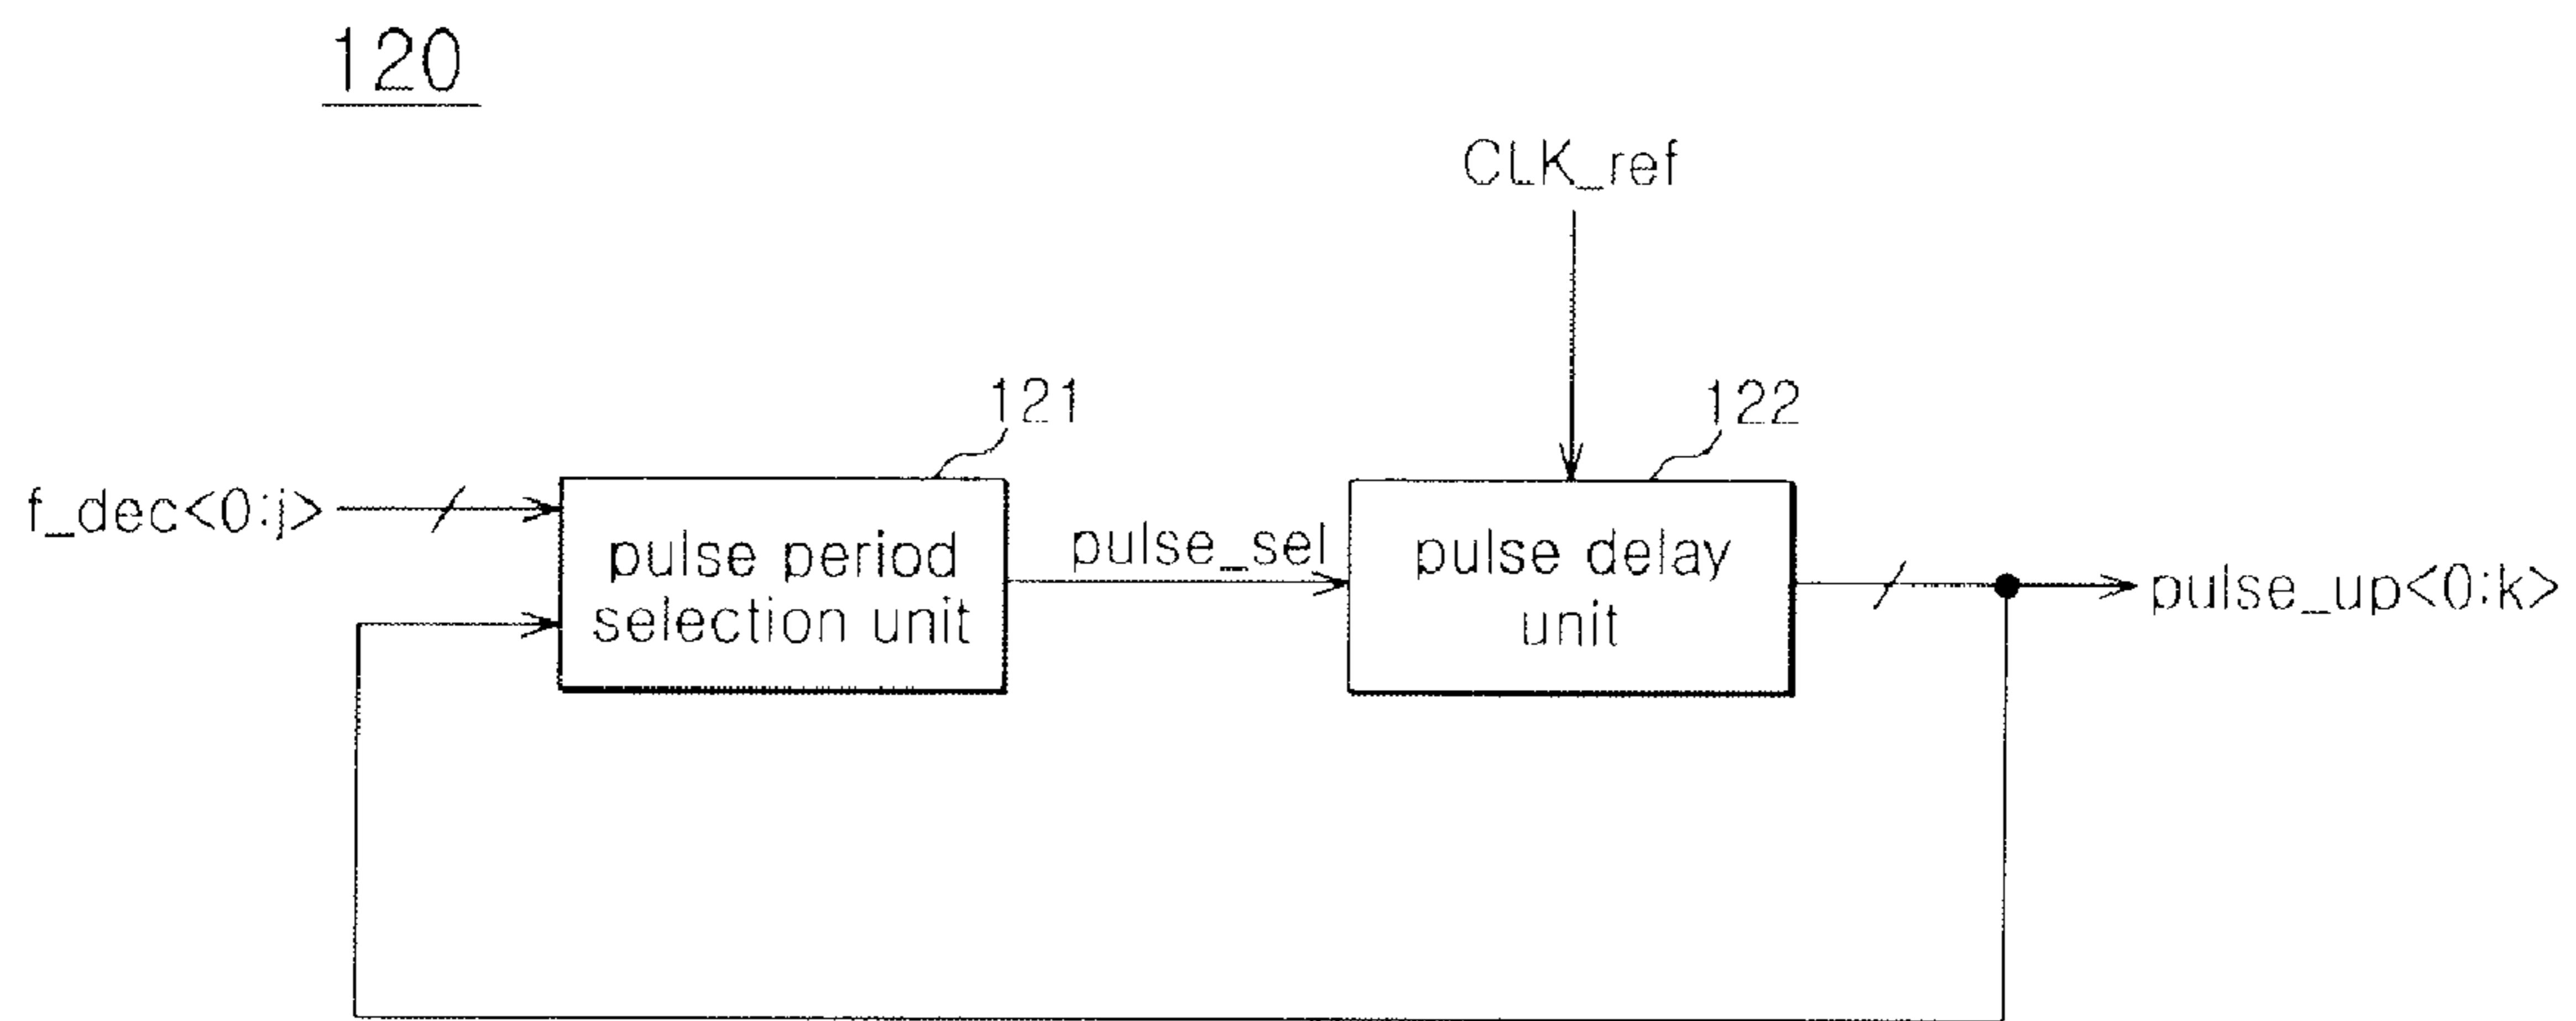 120
CLK_ref
121
122
f_dec<0:j>
pulse period
selection unit
pulse_sel
pulse delay
unit
pulse_up<0:k>